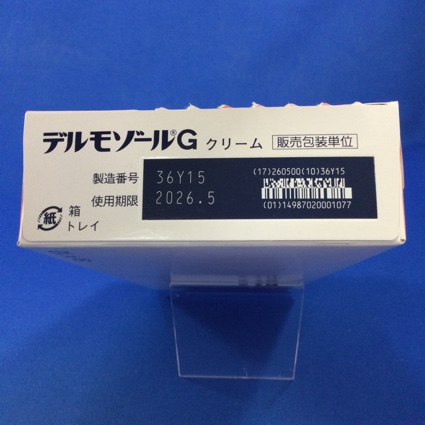 デルモゾール®G クリーム 販売包装単位
製造番号 36Y15
使用期限 2026.5
(17)260500(10)36Y15
(01)14987020001077
紙 箱
トレイ